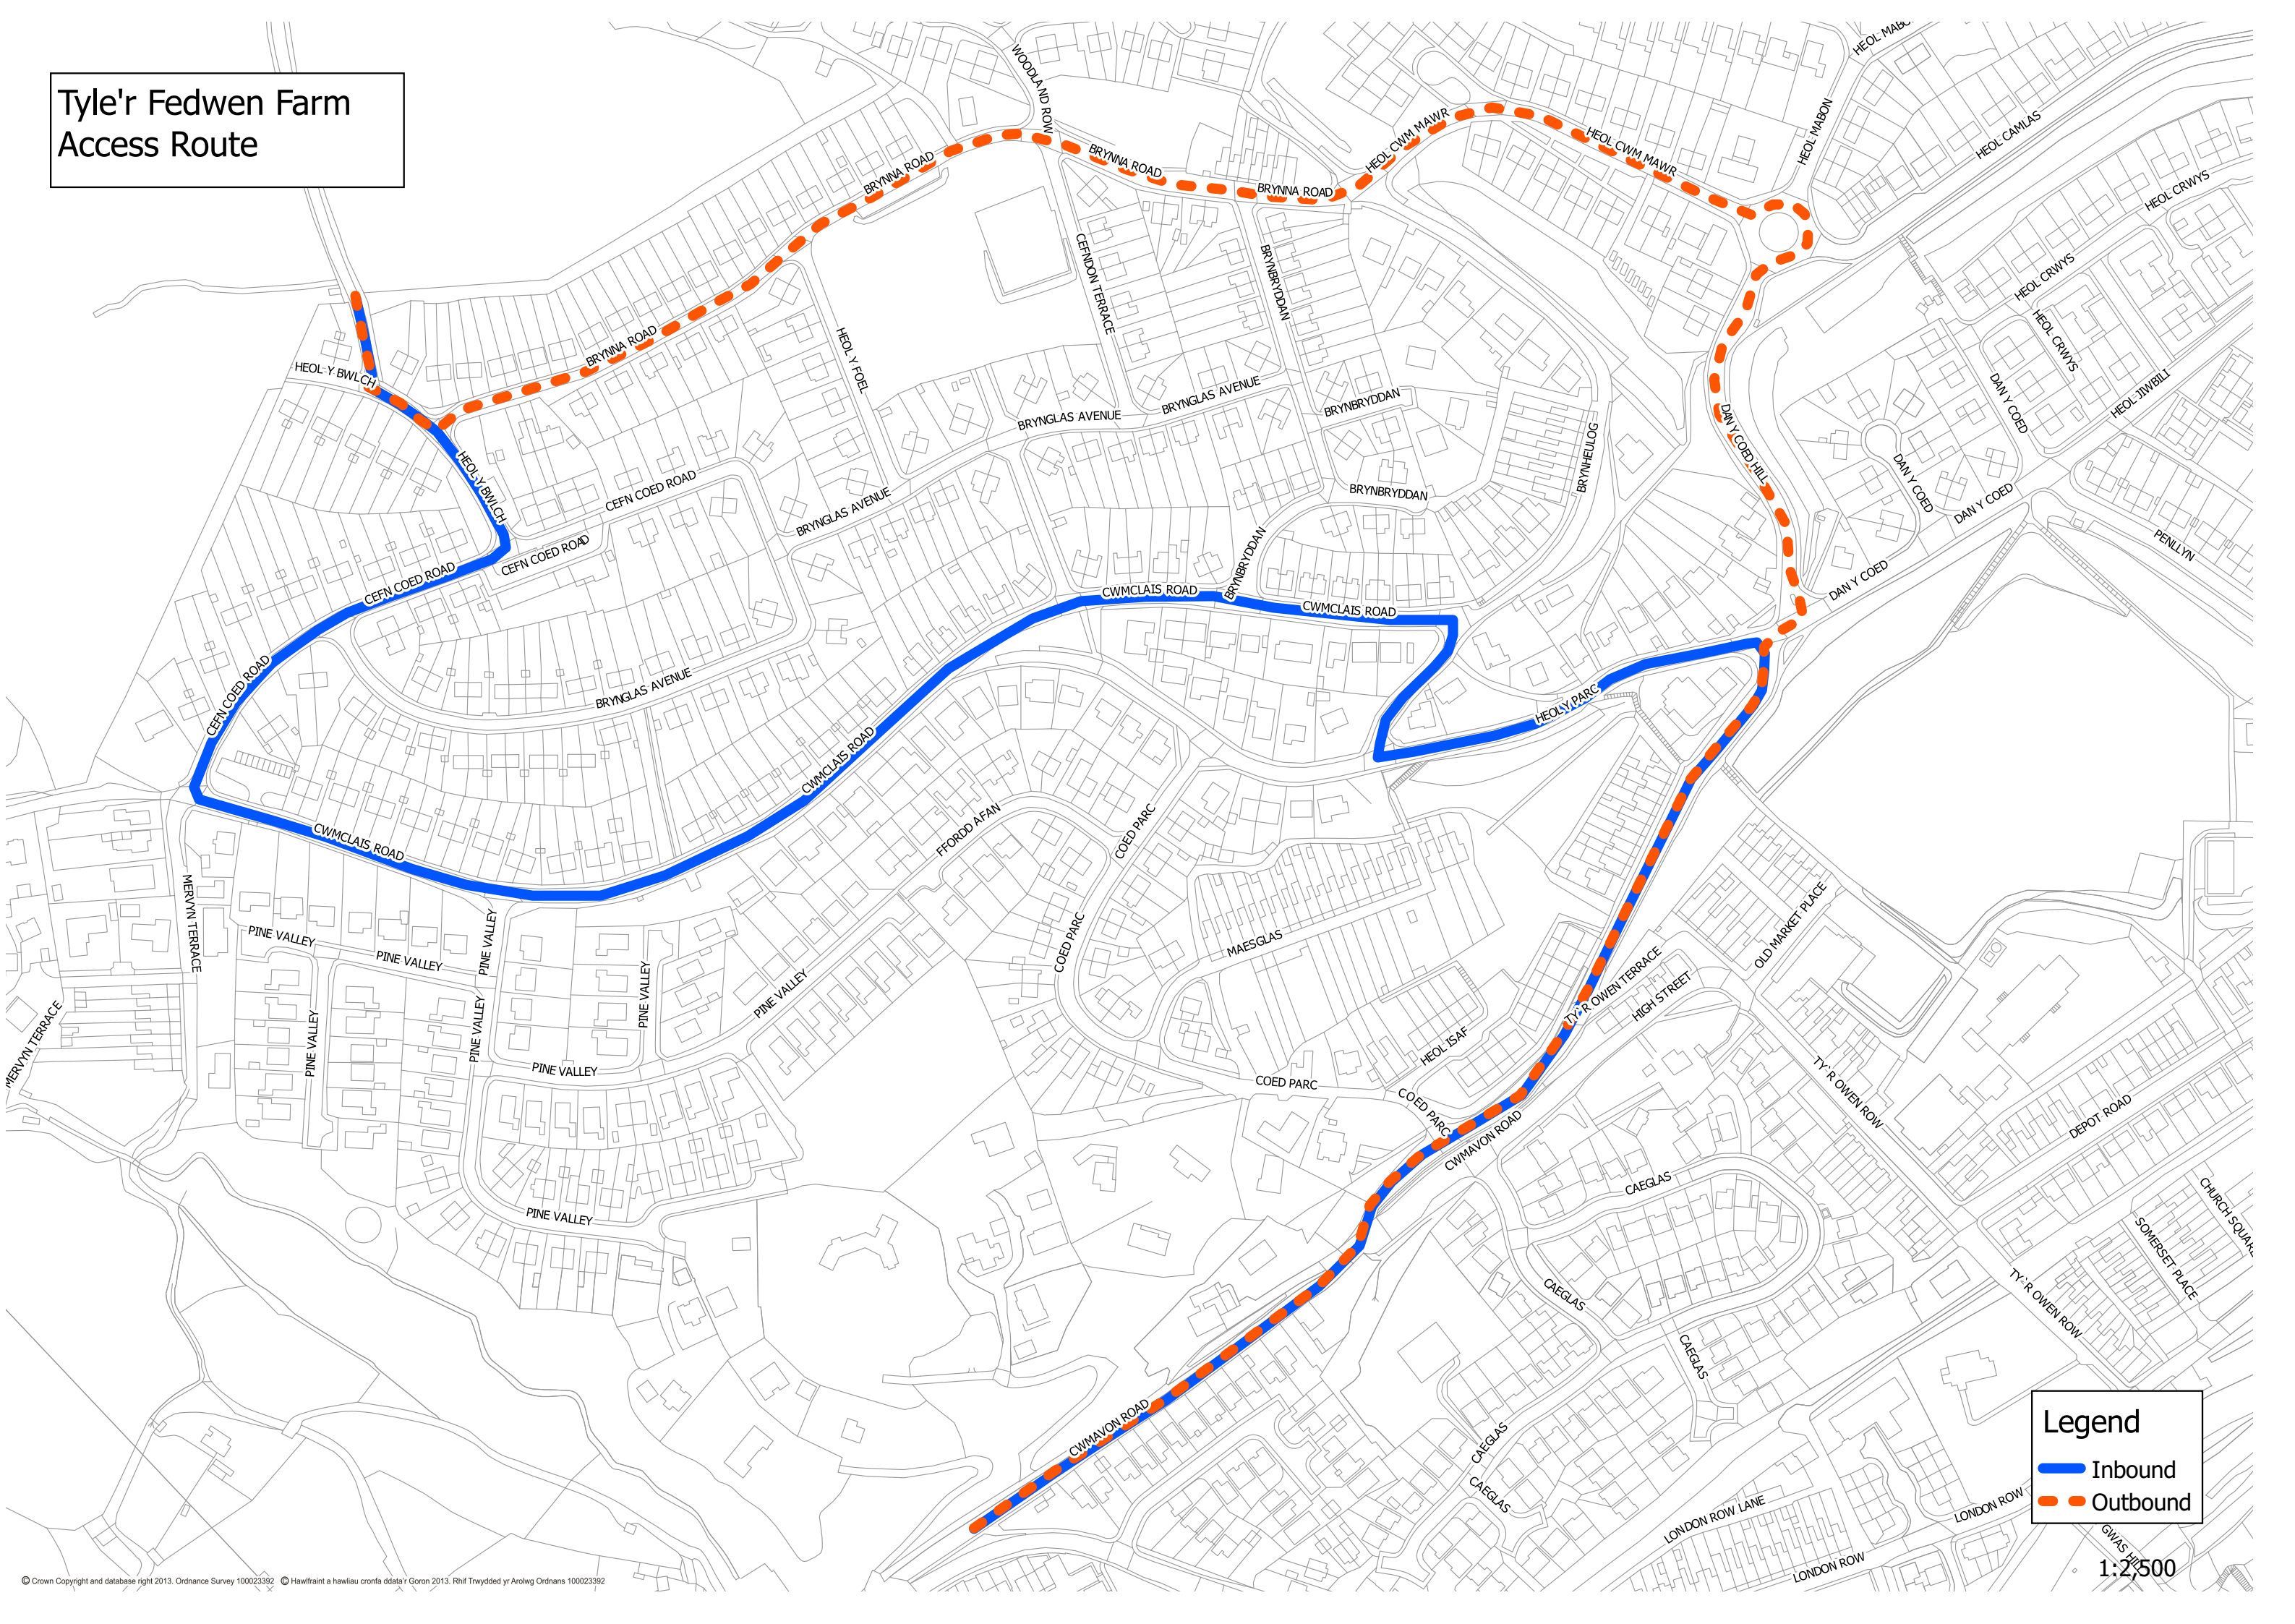 Tyle'r Fedwen Farm
Access Route
WOODLAND ROW
HEOL MABON
HEOL CWM MAWR
HEOL CWM MAWR
HEOL MABON
HEOL CAMLAS
BRYNNA ROAD
BRYNNA ROAD
BRYNNA ROAD
HEOL CRWYS
HEOL CRWYS
HEOL CRWYS
CEFNDON TERRACE
BRYNBRYDDAN
BRYNNA ROAD
HEOL Y FOEL
HEOL Y BWLCH
HEOL Y BWLCH
BRYNGLAS AVENUE
BRYNGLAS AVENUE
BRYNBRYDDAN
BRYNHEULOG
DAN Y COED HILL
DAN Y COED
DAN Y COED
HEOL JIWBILI
DAN Y COED
PENLLYN
CEFN COED ROAD
BRYNGLAS AVENUE
BRYNBRYDDAN
BRYNBRYDDAN
CEFN COED ROAD
CEFN COED ROAD
CWMCLAIS ROAD
CWMCLAIS ROAD
DAN Y COED
CEFN COED ROAD
BRYNGLAS AVENUE
HEOL Y PARC
CWMCLAIS ROAD
CWMCLAIS ROAD
FFORDD AFAN
COED PARC
COED PARC
MERVYN TERRACE
PINE VALLEY
PINE VALLEY
PINE VALLEY
PINE VALLEY
PINE VALLEY
PINE VALLEY
PINE VALLEY
PINE VALLEY
PINE VALLEY
MERVYN TERRACE
MAESGLAS
OLD MARKET PLACE
TY`R OWEN TERRACE
HIGH STREET
HEOL ISAF
COED PARC
COED PARC
CWMAVON ROAD
TY`R OWEN ROW
DEPOT ROAD
CAEGLAS
CHURCH SQUARE
SOMERSET PLACE
TY`R OWEN ROW
CAEGLAS
CAEGLAS
CWMAVON ROAD
CAEGLAS
CAEGLAS
LONDON ROW LANE
LONDON ROW
LONDON ROW
Legend
Inbound
Outbound
1:2,500
© Crown Copyright and database right 2013. Ordnance Survey 100023392 © Hawlfraint a hawliau cronfa ddata'r Goron 2013. Rhif Trwydded yr Arolwg Ordnans 100023392